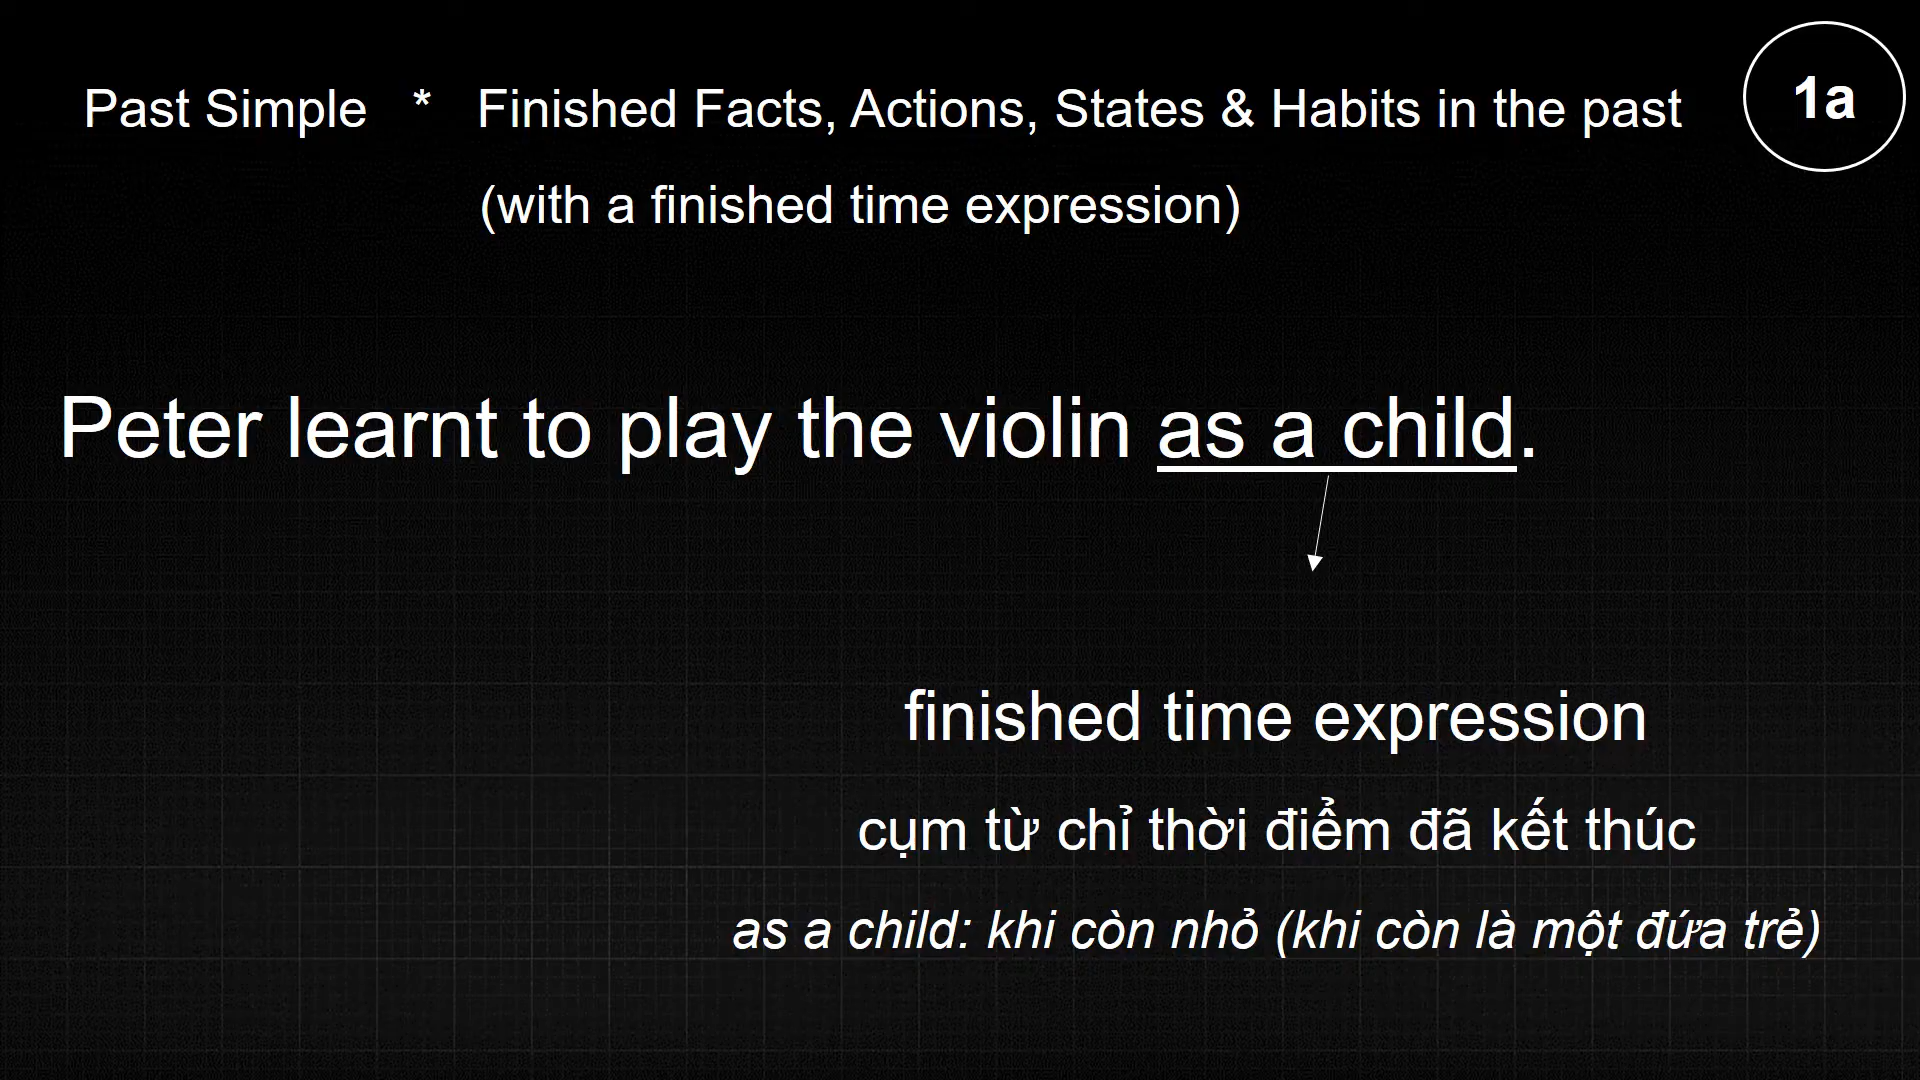 Past Simple * Finished Facts, Actions, States & Habits in the past
1a
(with a finished time expression)
Peter learnt to play the violin as a child.
finished time expression
cụm từ chỉ thời điểm đã kết thúc
as a child: khi còn nhỏ (khi còn là một đứa trẻ)